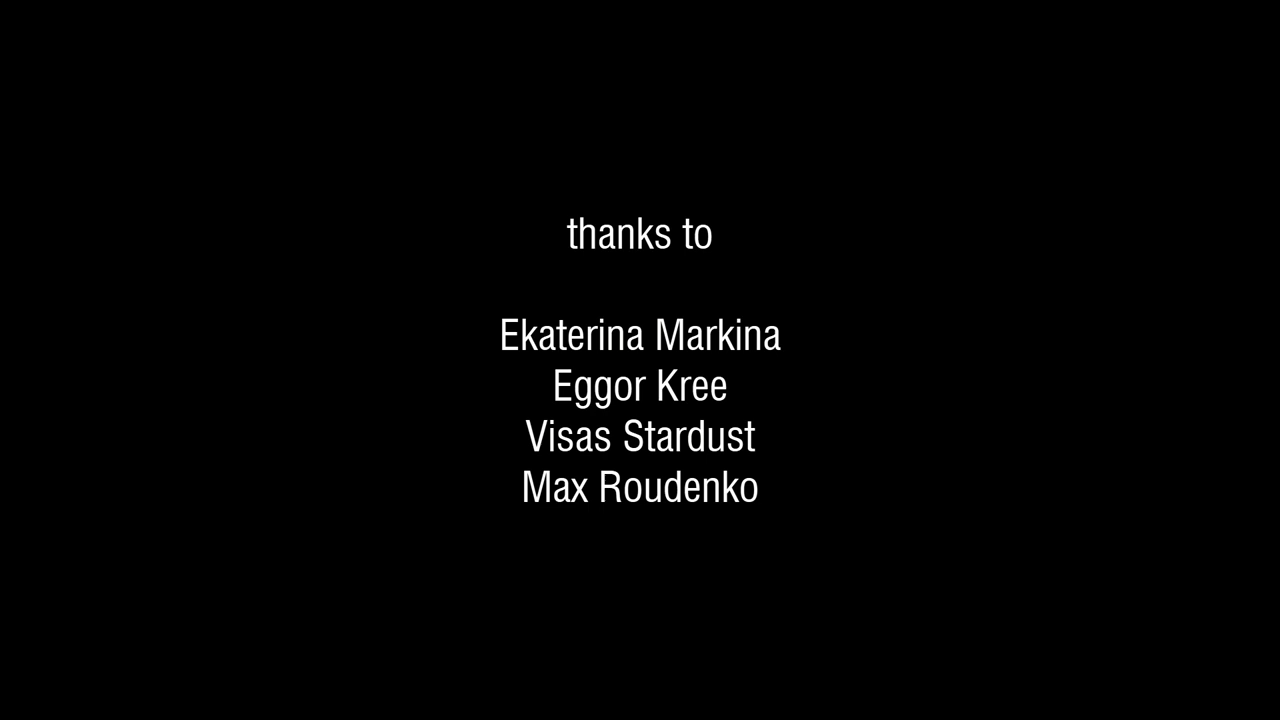 thanks to
Ekaterina Markina
Eggor Kree
Visas Stardust
Max Roudenko